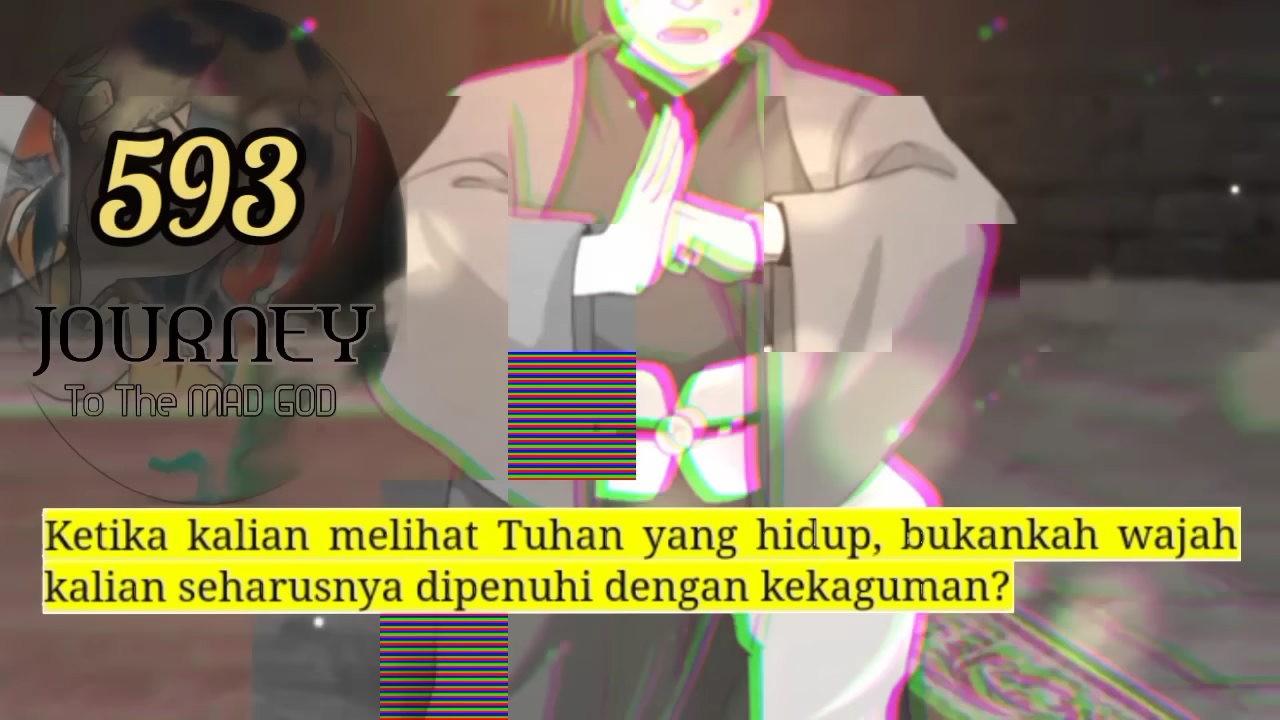 593
JOURNEY
To The MAD GOD
Ketika kalian melihat Tuhan yang hidup, bukankah wajah
kalian seharusnya dipenuhi dengan kekaguman?